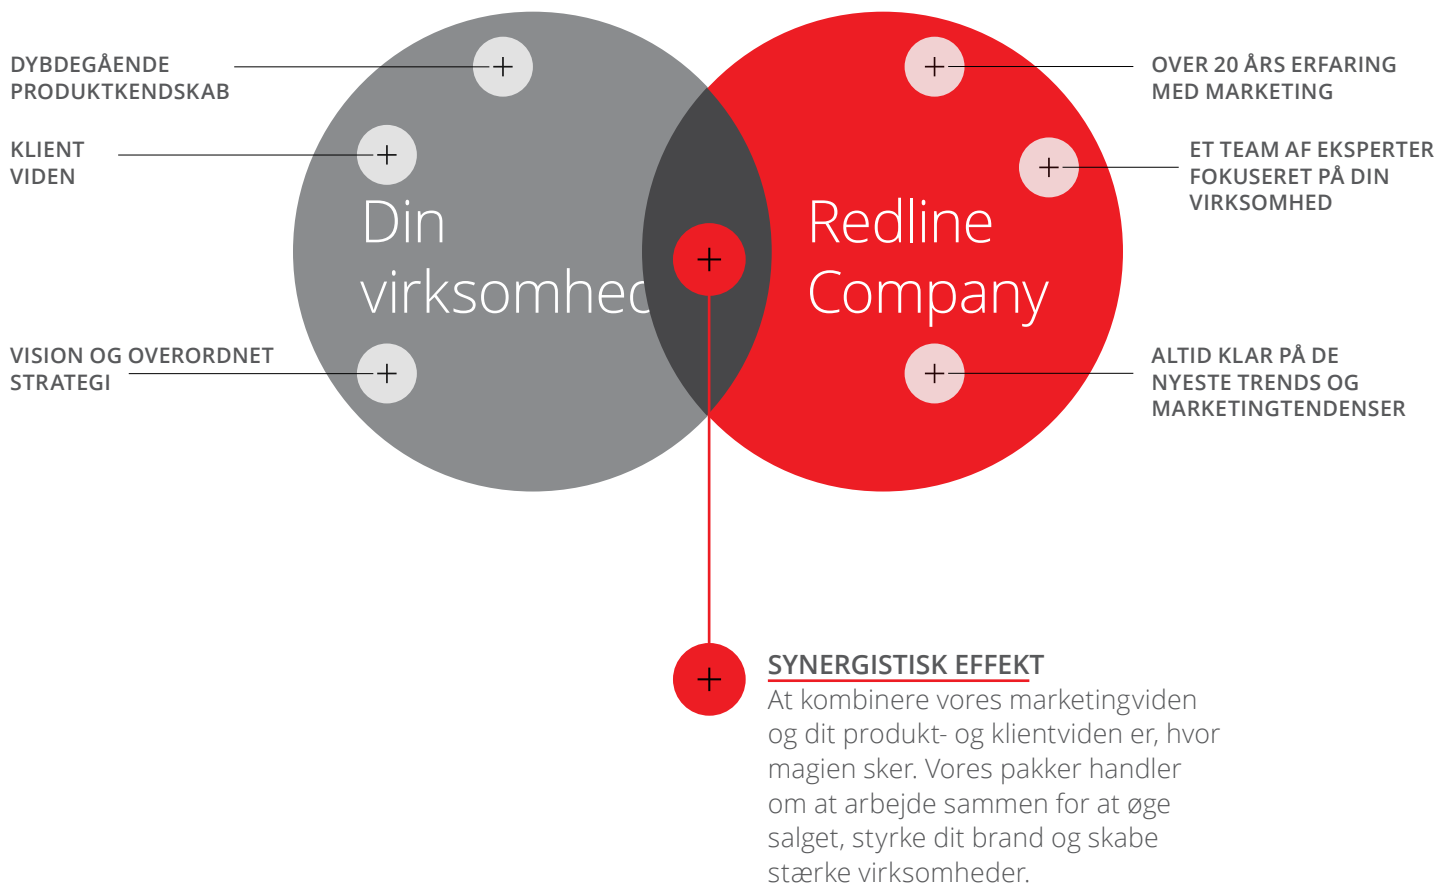 DYBDEGÅENDE
PRODUKTKENDSKAB
KLIENT
VIDEN
VISION OG OVERORDNET
STRATEGI
Din
virksomhed
Redline
Company
OVER 20 ÅRS ERFARING
MED MARKETING
ET TEAM AF EKSPERTER
FOKUSERET PÅ DIN
VIRKSOMHED
ALTID KLAR PÅ DE
NYESTE TRENDS OG
MARKETINGTENDENSER
SYNERGISTISK EFFEKT
At kombinere vores marketingviden
og dit produkt- og klientviden er, hvor
magien sker. Vores pakker handler
om at arbejde sammen for at øge
salget, styrke dit brand og skabe
stærke virksomheder.